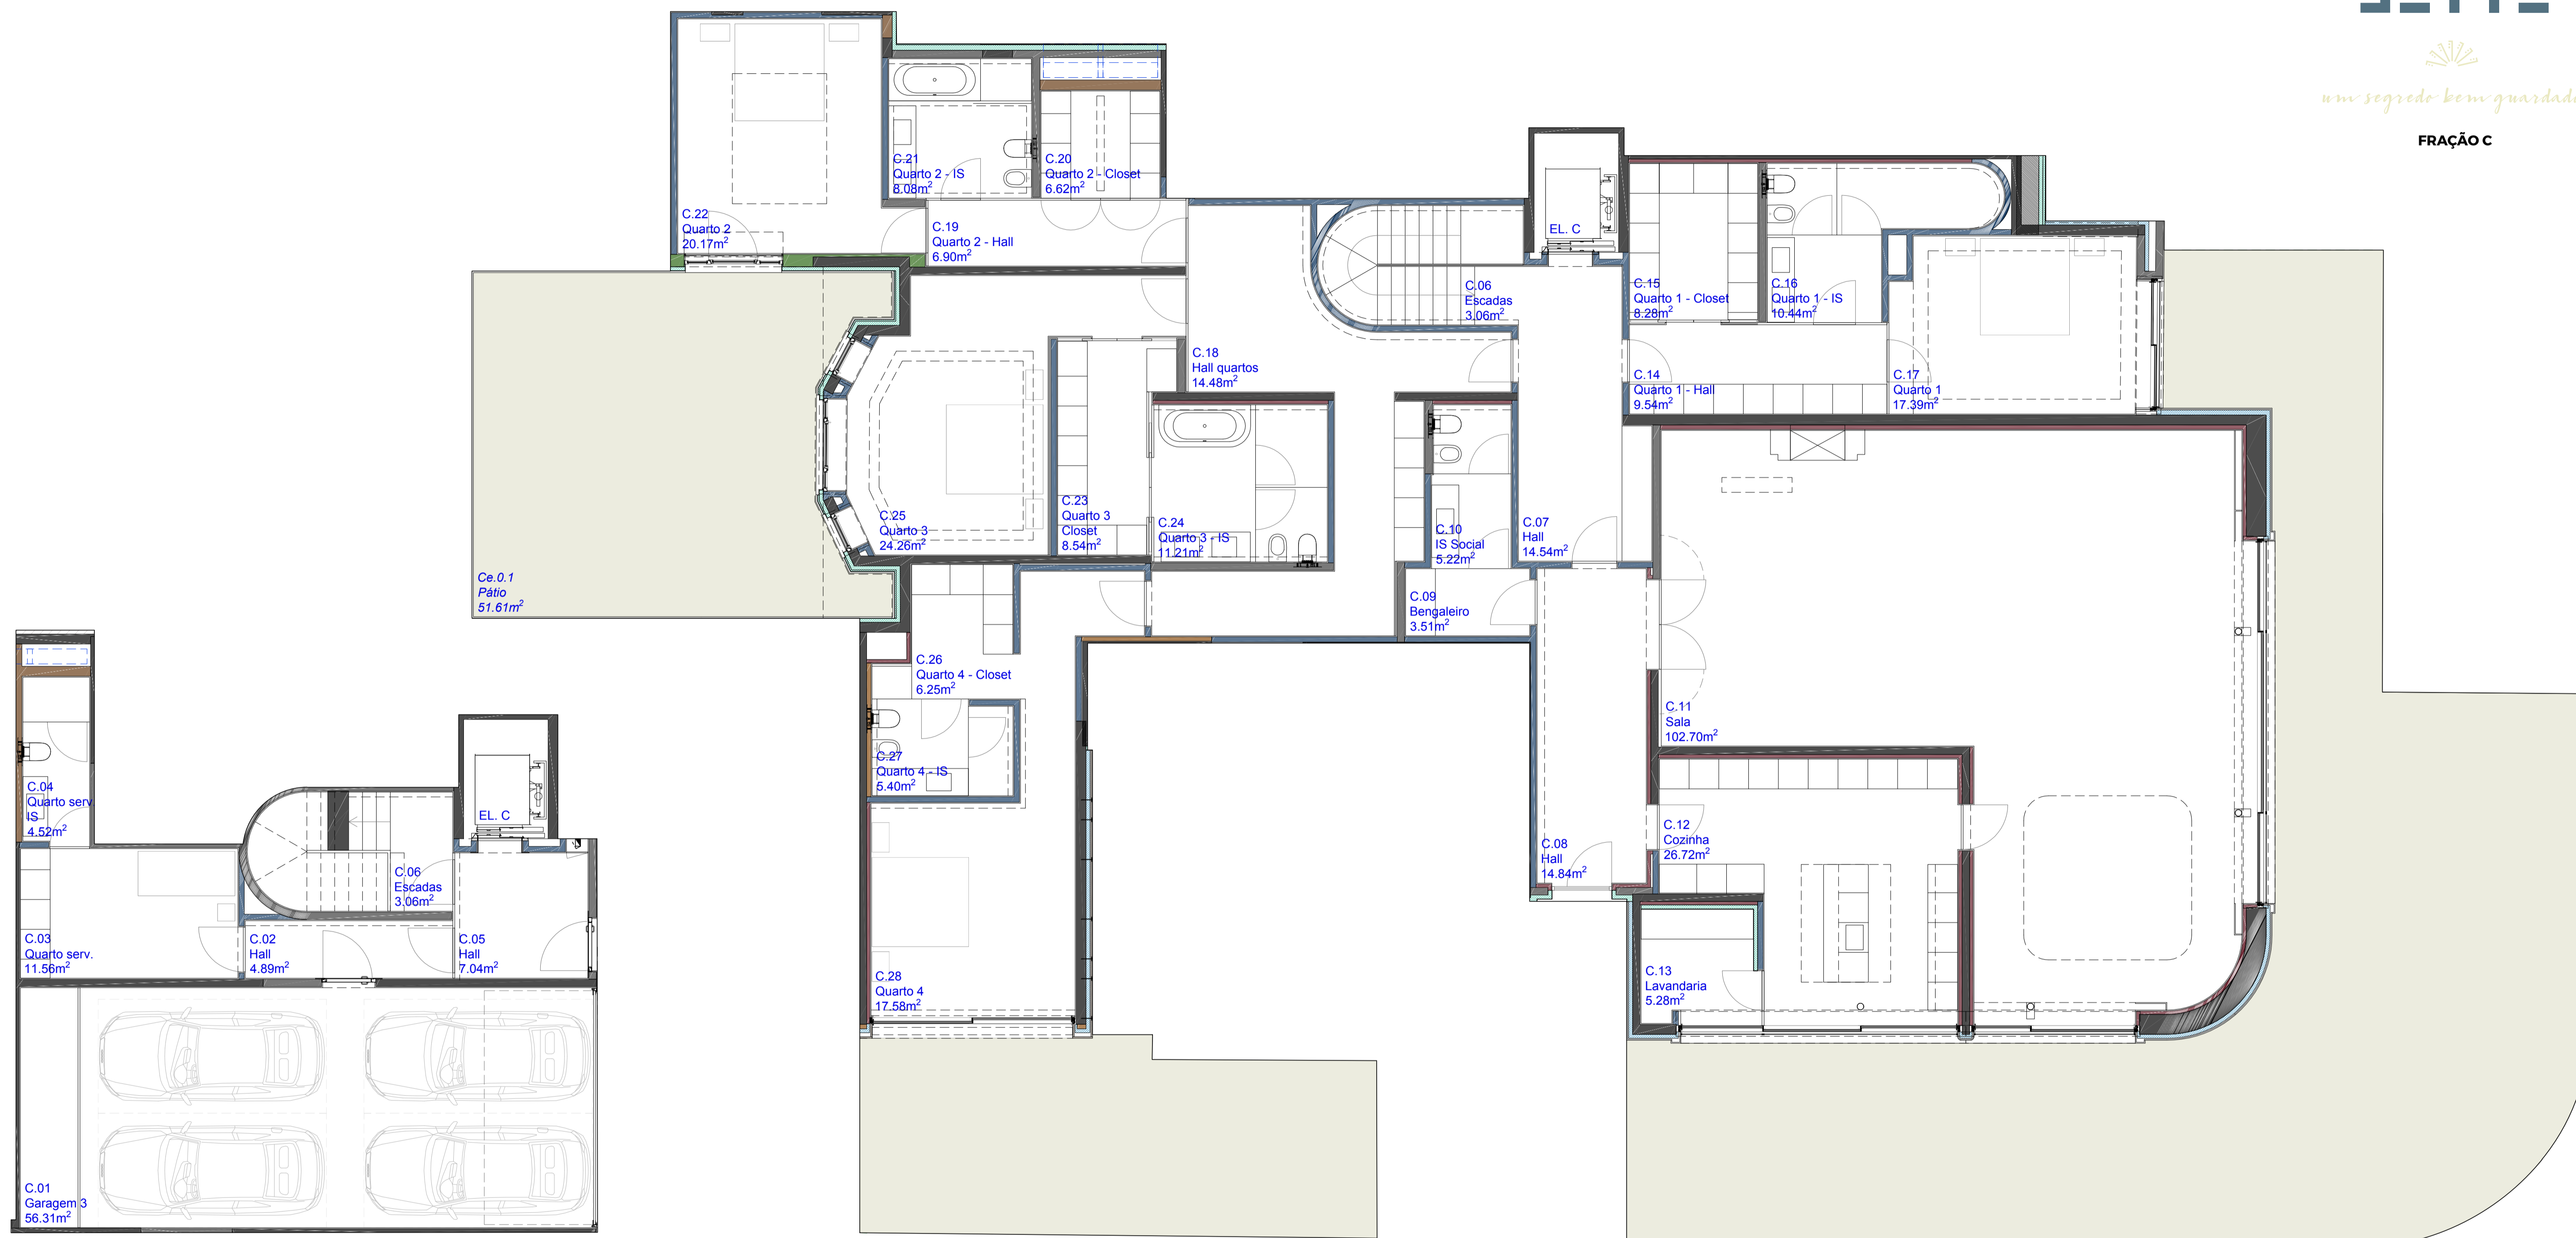 um segredo bem guardado
FRAÇÃO C
C.21
Quarto 2 - IS
8.08m²
C.20
Quarto 2 - Closet
6.62m²
C.22
Quarto 2
20.17m²
C.19
Quarto 2 - Hall
6.90m²
EL. C
C.06
Escadas
3.06m²
C.15
Quarto 1 - Closet
8.28m²
C.16
Quarto 1 - IS
10.44m²
C.18
Hall quartos
14.48m²
C.14
Quarto 1 - Hall
9.54m²
C.17
Quarto 1
17.39m²
C.25
Quarto 3
24.26m²
C.23
Quarto 3
Closet
8.54m²
C.24
Quarto 3 - IS
11.21m²
C.10
IS Social
5.22m²
C.07
Hall
14.54m²
Ce.0.1
Pátio
51.61m²
C.09
Bengaleiro
3.51m²
C.26
Quarto 4 - Closet
6.25m²
C.11
Sala
102.70m²
C.27
Quarto 4 - IS
5.40m²
C.04
Quarto serv.
IS
4.52m²
EL. C
C.12
Cozinha
26.72m²
C.08
Hall
14.84m²
C.06
Escadas
3.06m²
C.03
Quarto serv.
11.56m²
C.02
Hall
4.89m²
C.05
Hall
7.04m²
C.28
Quarto 4
17.58m²
C.13
Lavandaria
5.28m²
C.01
Garagem 3
56.31m²